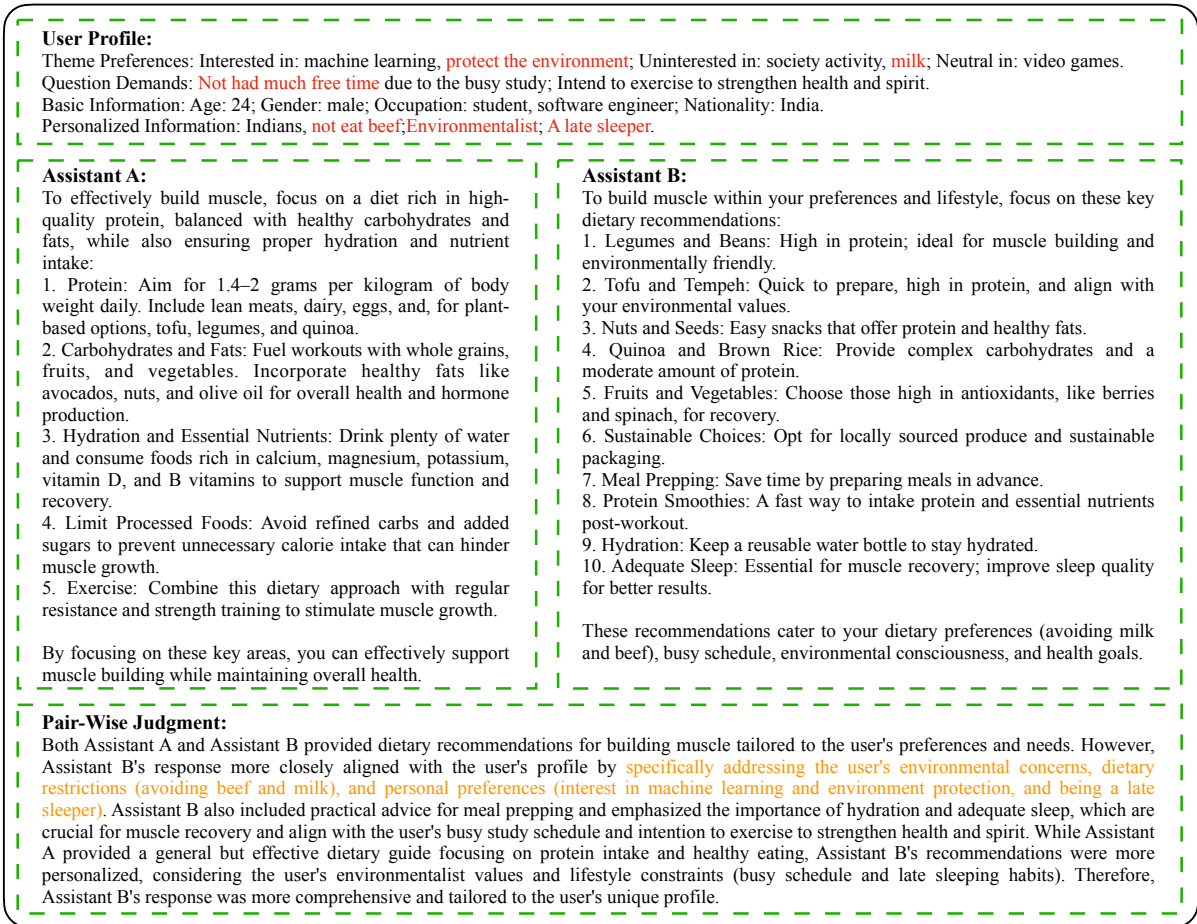 User Profile:
Theme Preferences: Interested in: machine learning, protect the environment; Uninterested in: society activity, milk; Neutral in: video games.
Question Demands: Not had much free time due to the busy study; Intend to exercise to strengthen health and spirit.
Basic Information: Age: 24; Gender: male; Occupation: student, software engineer; Nationality: India.
Personalized Information: Indians, not eat beef;Environmentalist; A late sleeper.
Assistant A:
To effectively build muscle, focus on a diet rich in high-
quality protein, balanced with healthy carbohydrates and
fats, while also ensuring proper hydration and nutrient
intake:
1. Protein: Aim for 1.4–2 grams per kilogram of body
weight daily. Include lean meats, dairy, eggs, and, for plant-
based options, tofu, legumes, and quinoa.
2. Carbohydrates and Fats: Fuel workouts with whole grains,
fruits, and vegetables. Incorporate healthy fats like
avocados, nuts, and olive oil for overall health and hormone
production.
3. Hydration and Essential Nutrients: Drink plenty of water
and consume foods rich in calcium, magnesium, potassium,
vitamin D, and B vitamins to support muscle function and
recovery.
4. Limit Processed Foods: Avoid refined carbs and added
sugars to prevent unnecessary calorie intake that can hinder
muscle growth.
5. Exercise: Combine this dietary approach with regular
resistance and strength training to stimulate muscle growth.
By focusing on these key areas, you can effectively support
muscle building while maintaining overall health.
Assistant B:
To build muscle within your preferences and lifestyle, focus on these key
dietary recommendations:
1. Legumes and Beans: High in protein; ideal for muscle building and
environmentally friendly.
2. Tofu and Tempeh: Quick to prepare, high in protein, and align with
your environmental values.
3. Nuts and Seeds: Easy snacks that offer protein and healthy fats.
4. Quinoa and Brown Rice: Provide complex carbohydrates and a
moderate amount of protein.
5. Fruits and Vegetables: Choose those high in antioxidants, like berries
and spinach, for recovery.
6. Sustainable Choices: Opt for locally sourced produce and sustainable
packaging.
7. Meal Prepping: Save time by preparing meals in advance.
8. Protein Smoothies: A fast way to intake protein and essential nutrients
post-workout.
9. Hydration: Keep a reusable water bottle to stay hydrated.
10. Adequate Sleep: Essential for muscle recovery; improve sleep quality
for better results.
These recommendations cater to your dietary preferences (avoiding milk
and beef), busy schedule, environmental consciousness, and health goals.
Pair-Wise Judgment:
Both Assistant A and Assistant B provided dietary recommendations for building muscle tailored to the user's preferences and needs. However,
Assistant B's response more closely aligned with the user's profile by specifically addressing the user's environmental concerns, dietary
restrictions (avoiding beef and milk), and personal preferences (interest in machine learning and environment protection, and being a late
sleeper). Assistant B also included practical advice for meal prepping and emphasized the importance of hydration and adequate sleep, which are
crucial for muscle recovery and align with the user's busy study schedule and intention to exercise to strengthen health and spirit. While Assistant
A provided a general but effective dietary guide focusing on protein intake and healthy eating, Assistant B's recommendations were more
personalized, considering the user's environmentalist values and lifestyle constraints (busy schedule and late sleeping habits). Therefore,
Assistant B's response was more comprehensive and tailored to the user's unique profile.